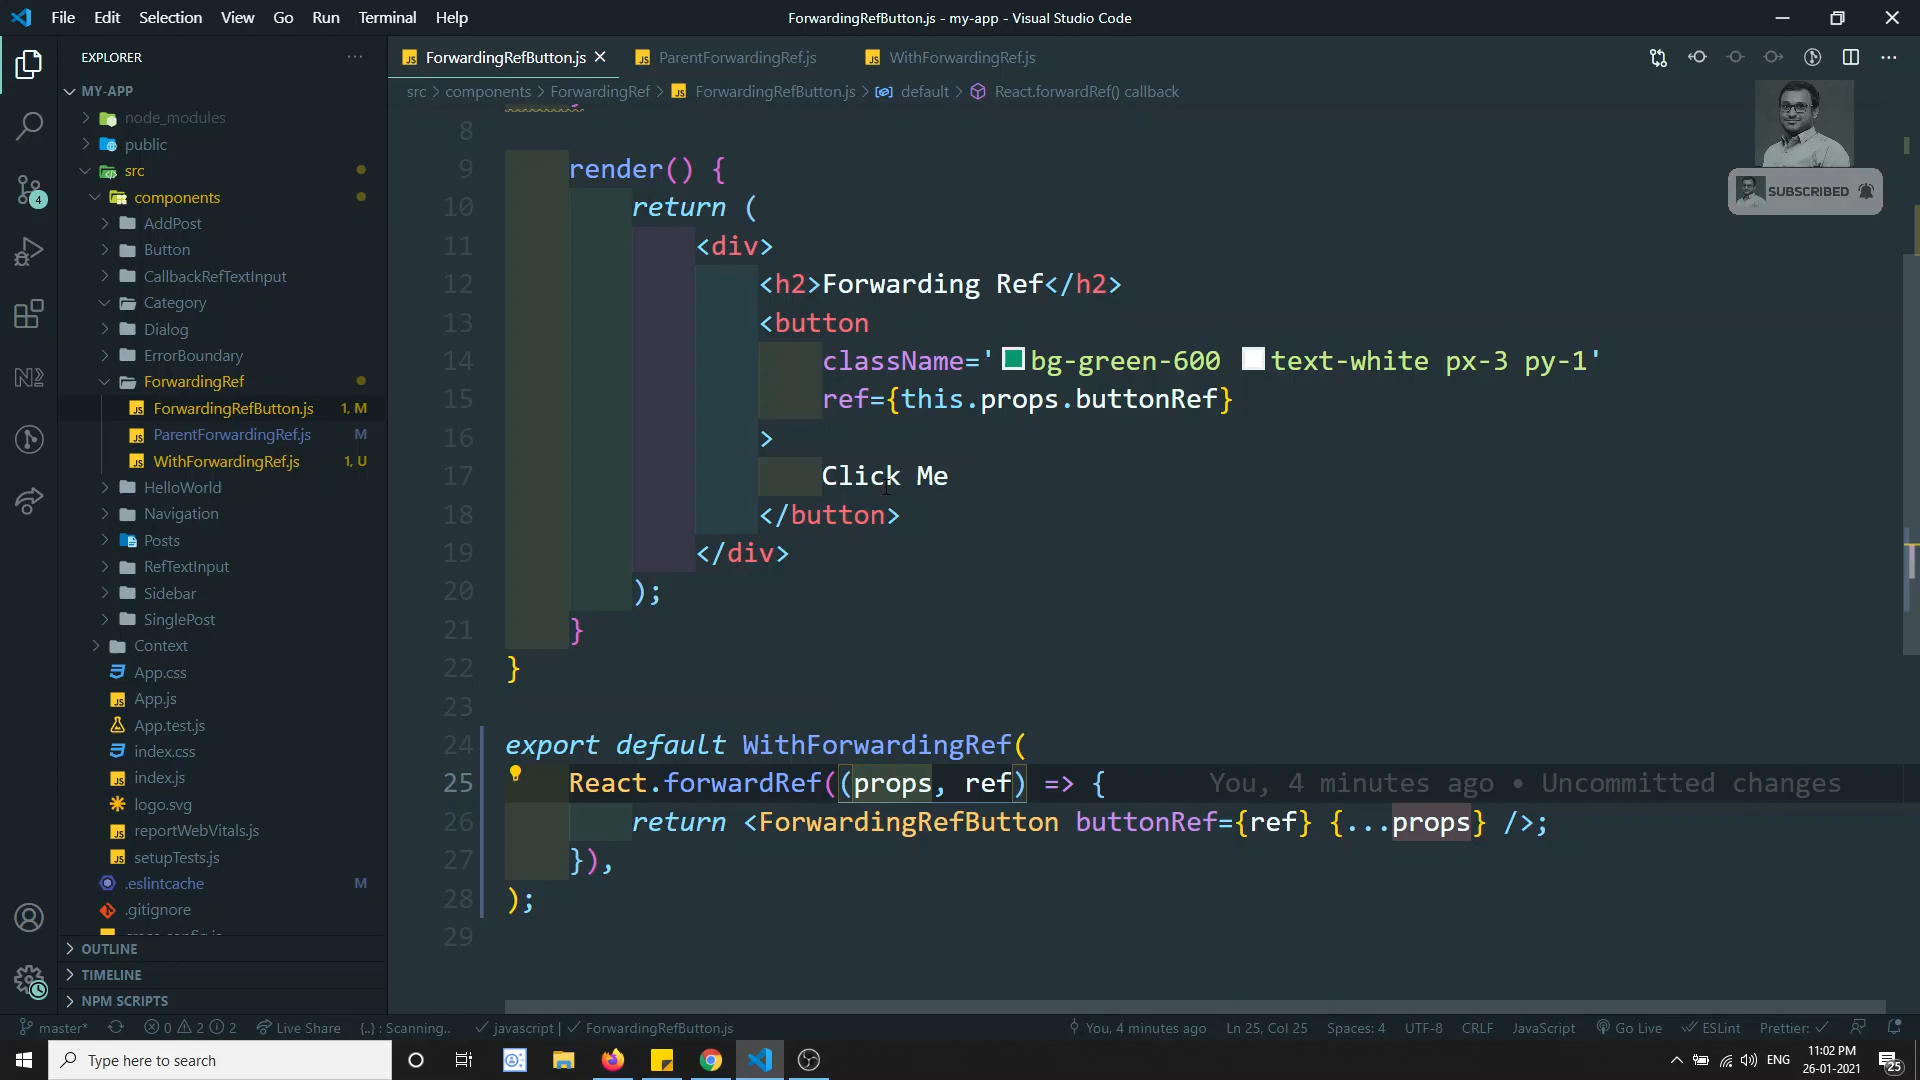 File Edit Selection View Go Run Terminal Help
ForwardingRefButton.js - my-app - Visual Studio Code
EXPLORER
MY-APP
node_modules
public
src
components
AddPost
Button
CallbackRefTextInput
Category
Dialog
ErrorBoundary
ForwardingRef
ForwardingRefButton.js 1, M
ParentForwardingRef.js M
WithForwardingRef.js 1, U
HelloWorld
Navigation
Posts
RefTextInput
Sidebar
SinglePost
Context
App.css
App.js
App.test.js
index.css
index.js
logo.svg
reportWebVitals.js
setupTests.js
.eslintcache M
.gitignore
OUTLINE
TIMELINE
NPM SCRIPTS
4
ForwardingRefButton.js ParentForwardingRef.js WithForwardingRef.js
src > components > ForwardingRef > ForwardingRefButton.js > default > React.forwardRef() callback
SUBSCRIBED
8
9 render() {
10 return (
11 <div>
12 <h2>Forwarding Ref</h2>
13 <button
14 className='bg-green-600 text-white px-3 py-1'
15 ref={this.props.buttonRef}
16 >
17 Click Me
18 </button>
19 </div>
20 );
21 }
22 }
23
24 export default WithForwardingRef(
25 React.forwardRef((props, ref) => { You, 4 minutes ago • Uncommitted changes
26 return <ForwardingRefButton buttonRef={ref} {...props} />;
27 }),
28 );
29
master* 0 2 2 Live Share {..} : Scanning.. javascript | ForwardingRefButton.js You, 4 minutes ago Ln 25, Col 25 Spaces: 4 UTF-8 CRLF JavaScript Go Live ESLint Prettier:
Type here to search
ENG
11:02 PM
26-01-2021
25